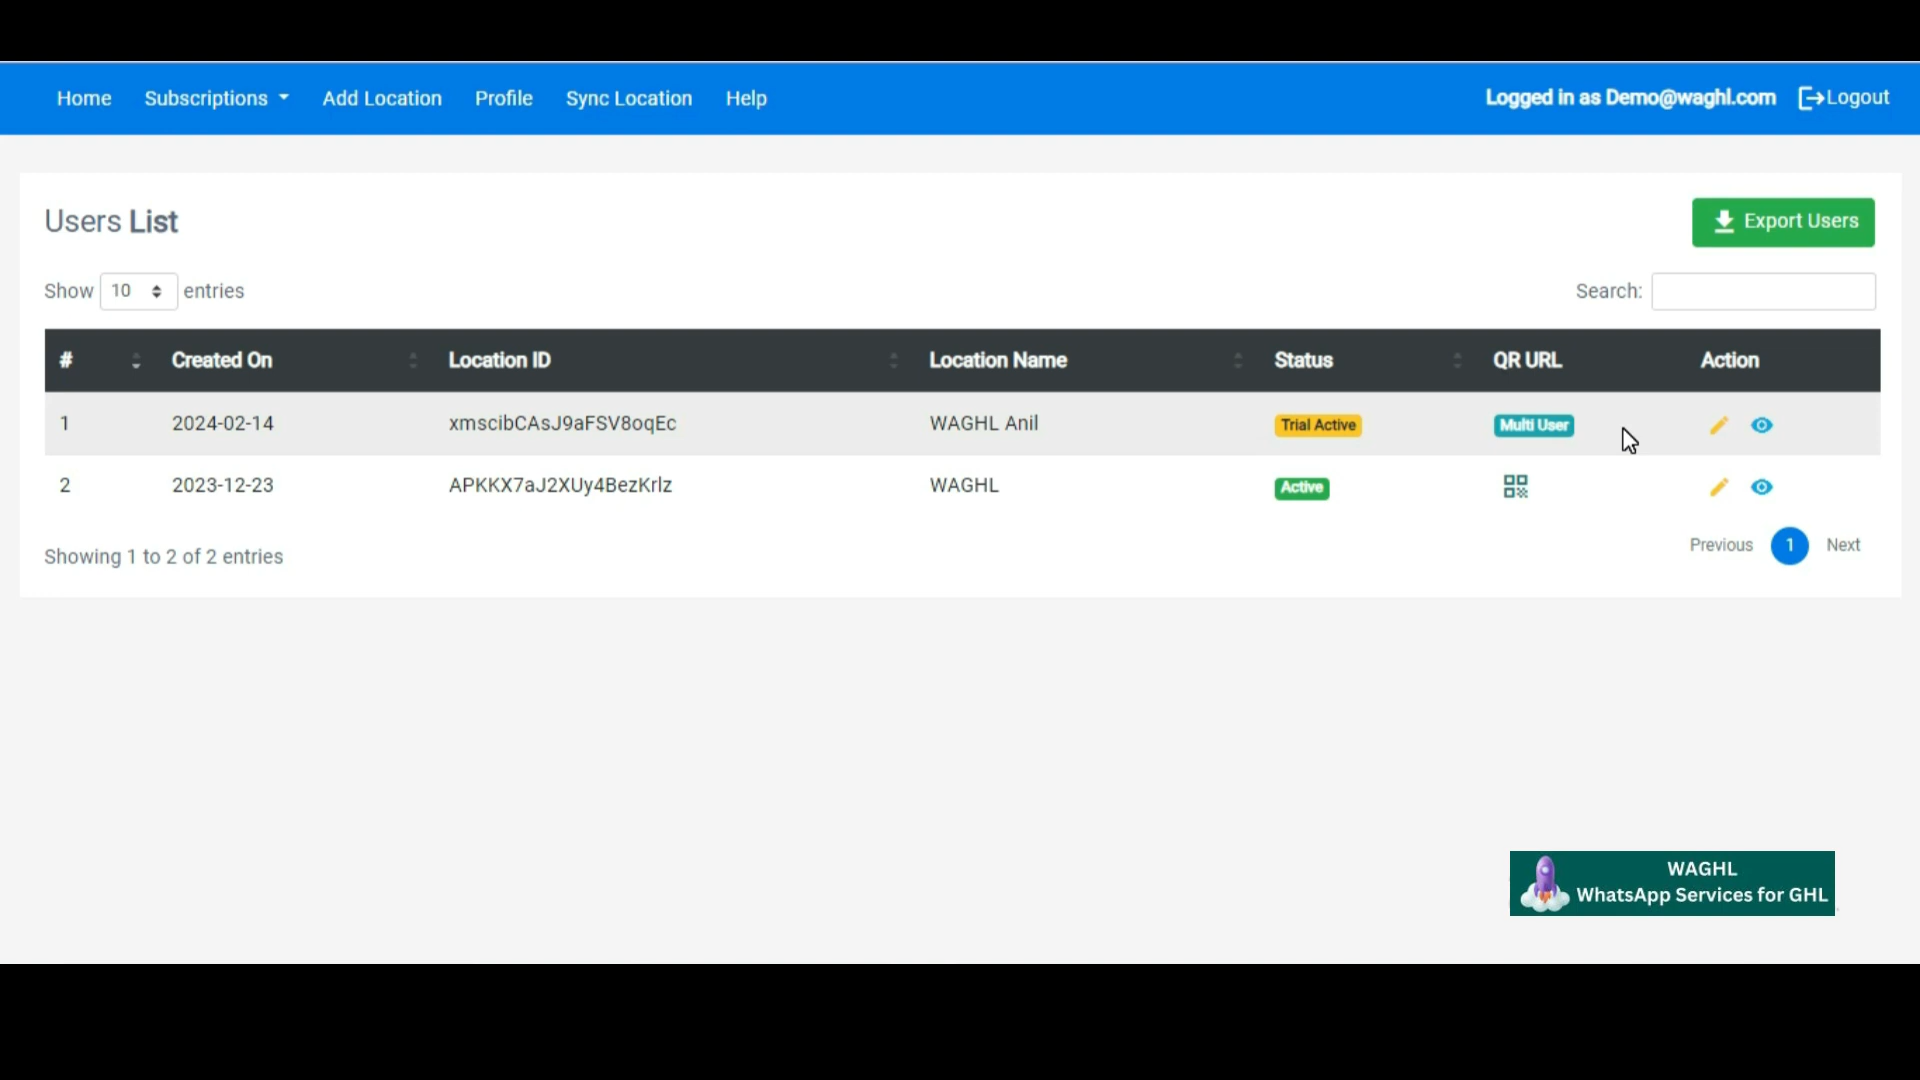 Home Subscriptions Add Location Profile Sync Location Help Logged in as Demo@waghl.com Logout
Users List
Export Users
Show 10 entries
Search:
# Created On Location ID Location Name Status QR URL Action
1 2024-02-14 xmscibCAsJ9aFSV8oqEc WAGHL Anil Trial Active Multi User
2 2023-12-23 APKKX7aJ2XUy4BezKrlz WAGHL Active
Showing 1 to 2 of 2 entries
Previous 1 Next
WAGHL
WhatsApp Services for GHL